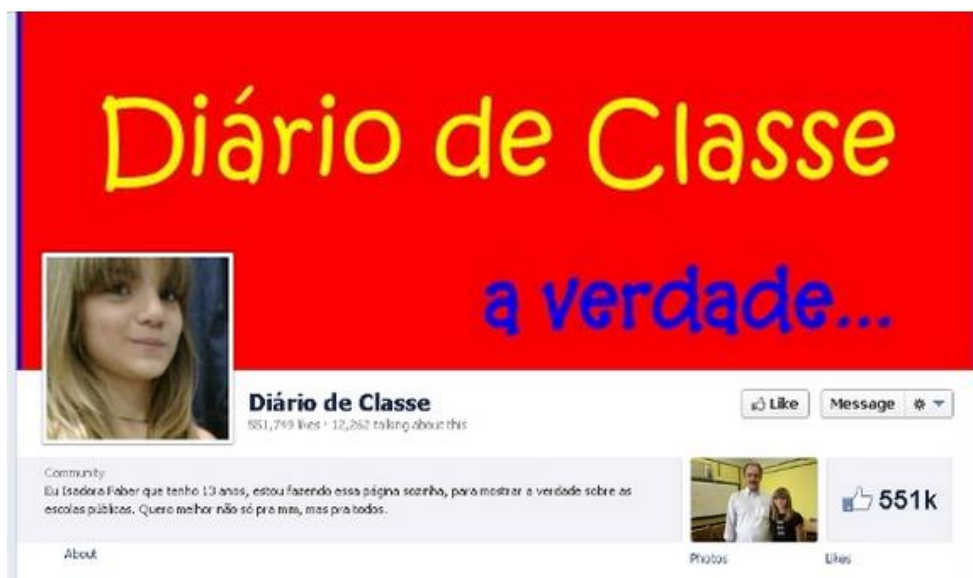 Diário de Classe
a verdade...
Diário de Classe
551,749 likes · 12,262 talking about this
Like
Message
Community
Eu Isadora Faber que tenho 13 anos, estou fazendo essa página sozinha, para mostrar a verdade sobre as
escolas públicas. Quero melhor não só pra mim, mas pra todos.
551k
About
Photos
Likes